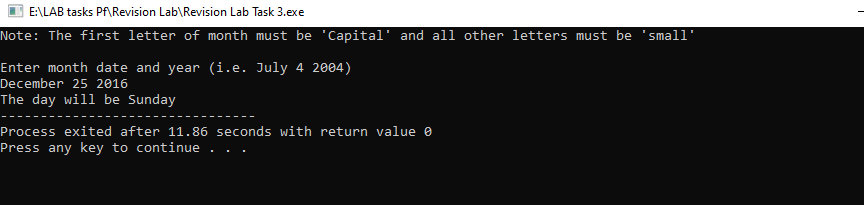 E:\LAB tasks Pf\Revision Lab\Revision Lab Task 3.exe
Note: The first letter of month must be 'Capital' and all other letters must be 'small'
Enter month date and year (i.e. July 4 2004)
December 25 2016
The day will be Sunday
--------------------------------
Process exited after 11.86 seconds with return value 0
Press any key to continue . . .